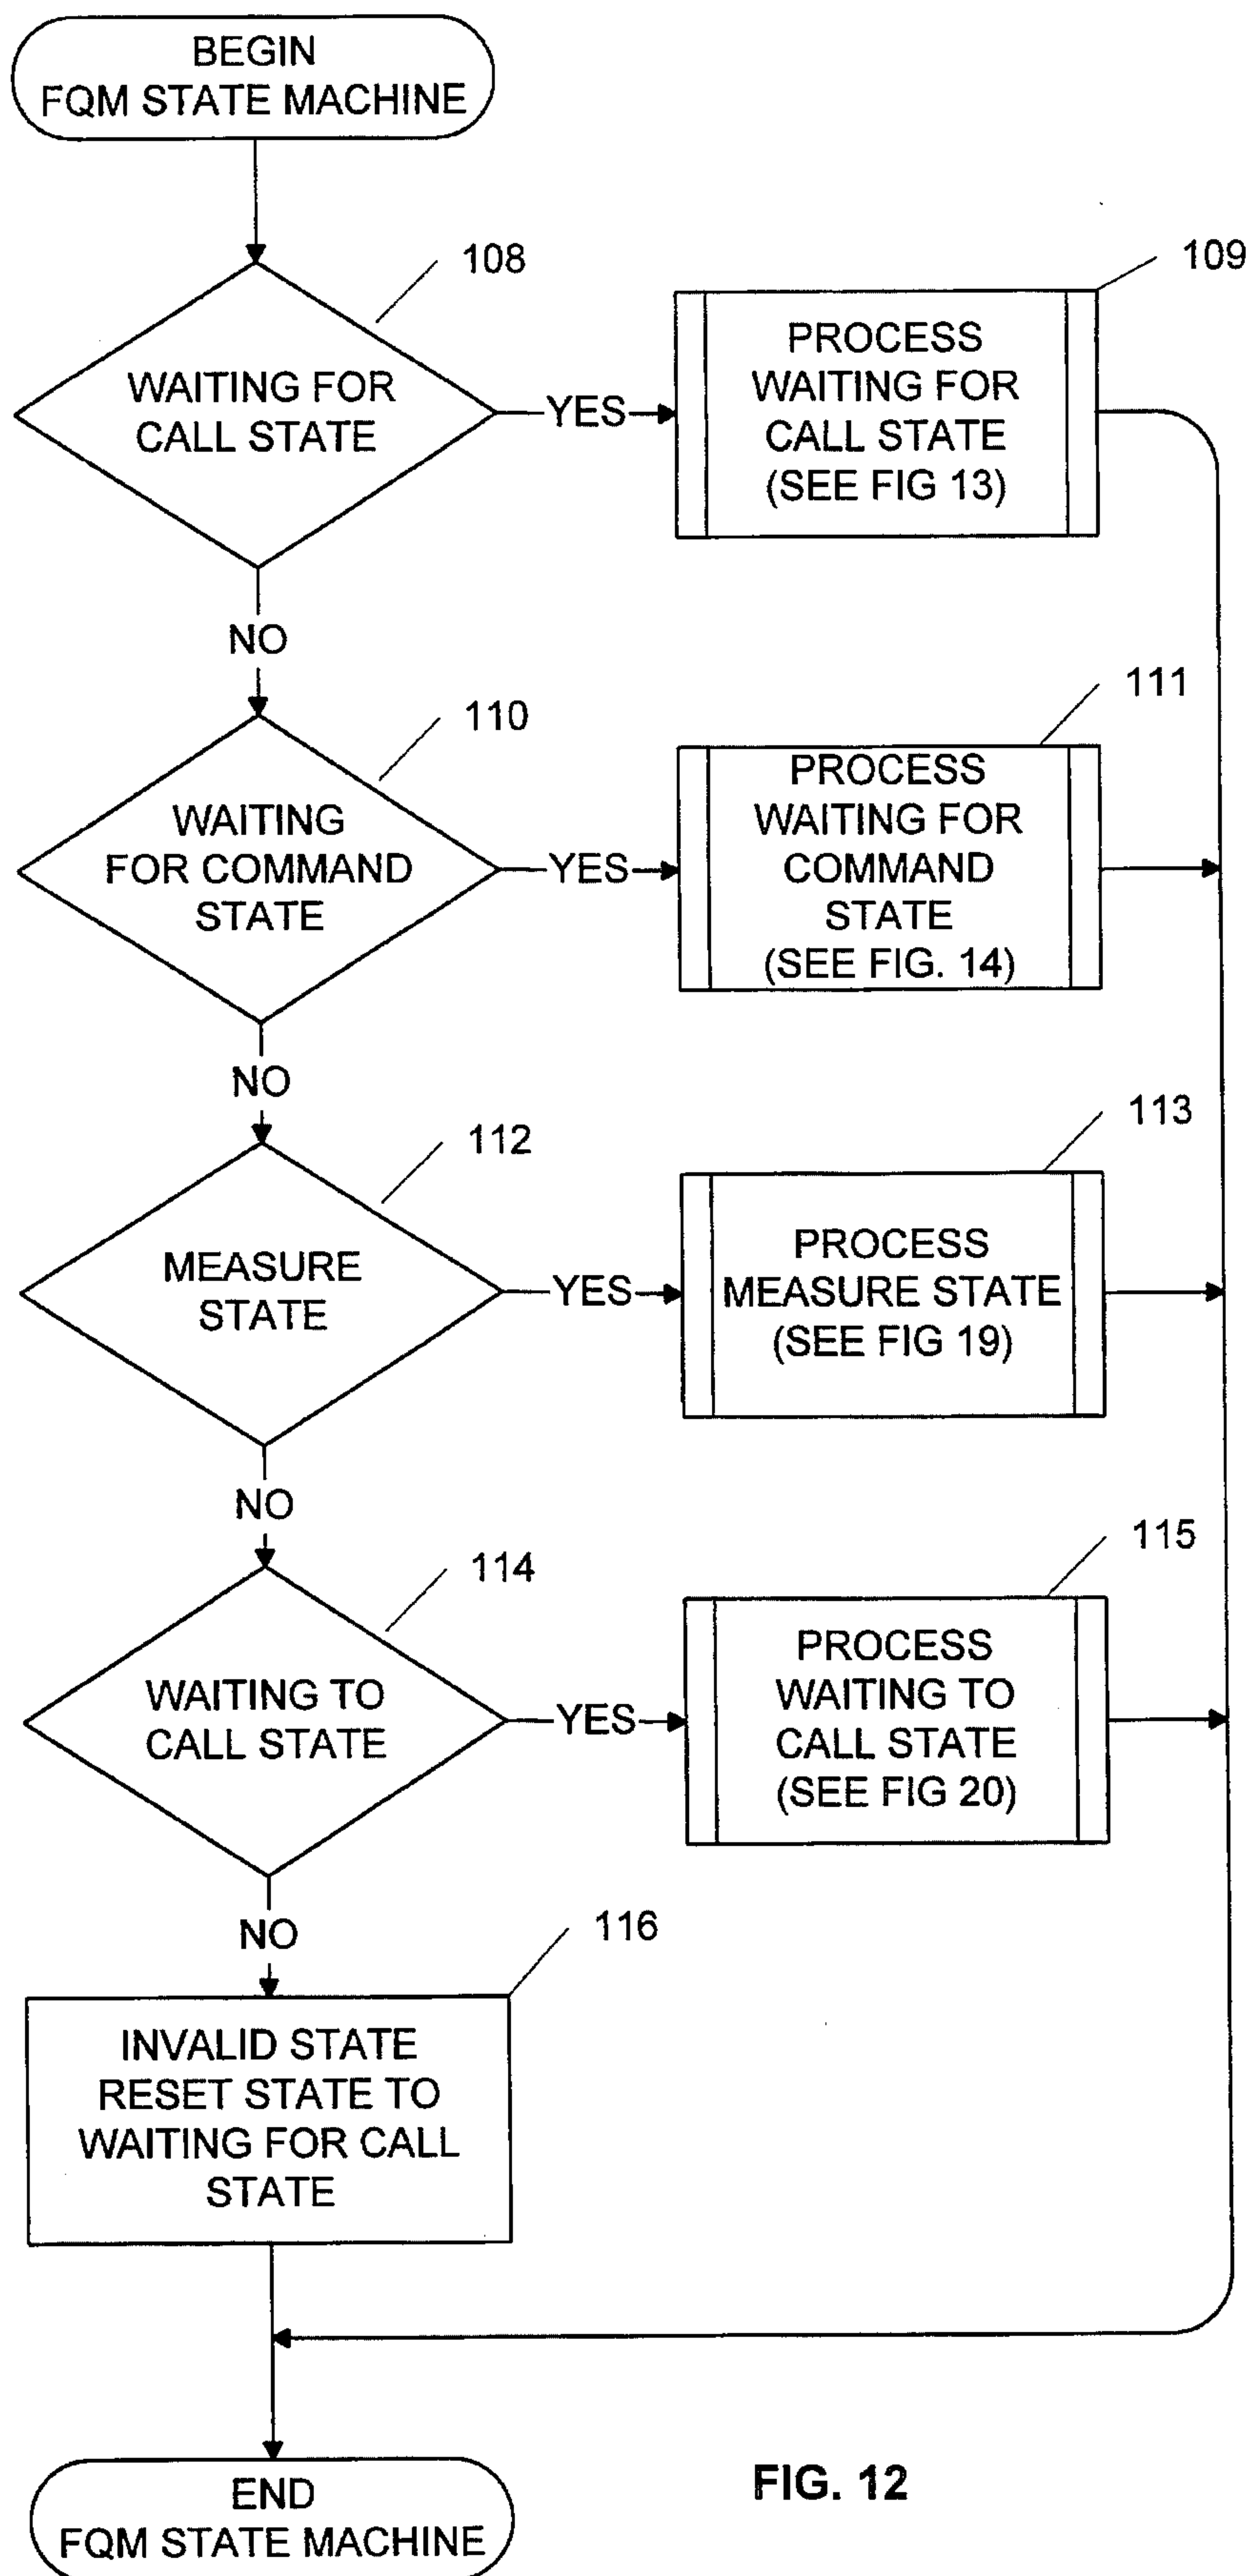 BEGIN
FQM STATE MACHINE
108
WAITING FOR
CALL STATE
YES
109
PROCESS
WAITING FOR
CALL STATE
(SEE FIG 13)
NO
110
WAITING
FOR COMMAND
STATE
YES
111
PROCESS
WAITING FOR
COMMAND
STATE
(SEE FIG. 14)
NO
112
MEASURE
STATE
YES
113
PROCESS
MEASURE STATE
(SEE FIG 19)
NO
114
WAITING TO
CALL STATE
YES
115
PROCESS
WAITING TO
CALL STATE
(SEE FIG 20)
NO
116
INVALID STATE
RESET STATE TO
WAITING FOR CALL
STATE
END
FQM STATE MACHINE
FIG. 12